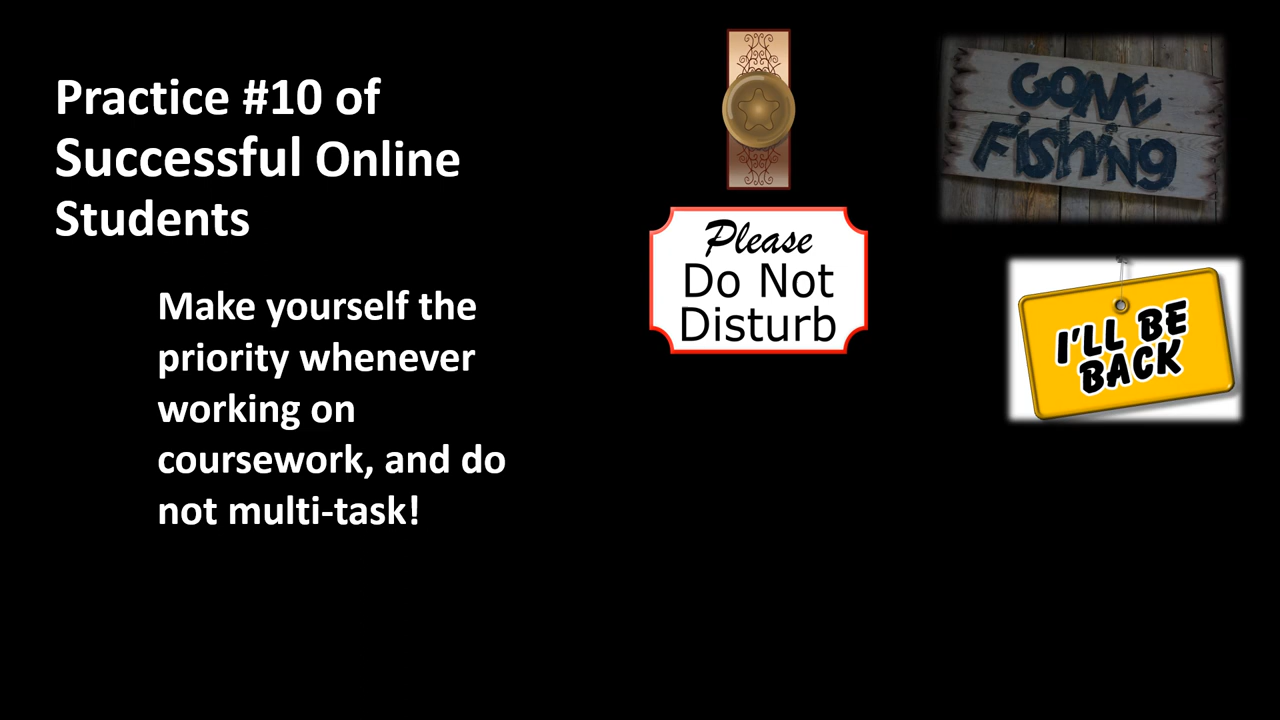 Practice #10 of
Successful Online
Students
Make yourself the
priority whenever
working on
coursework, and do
not multi-task!
Please
Do Not
Disturb
GONE
FisHiNg
I'LL BE
BACK